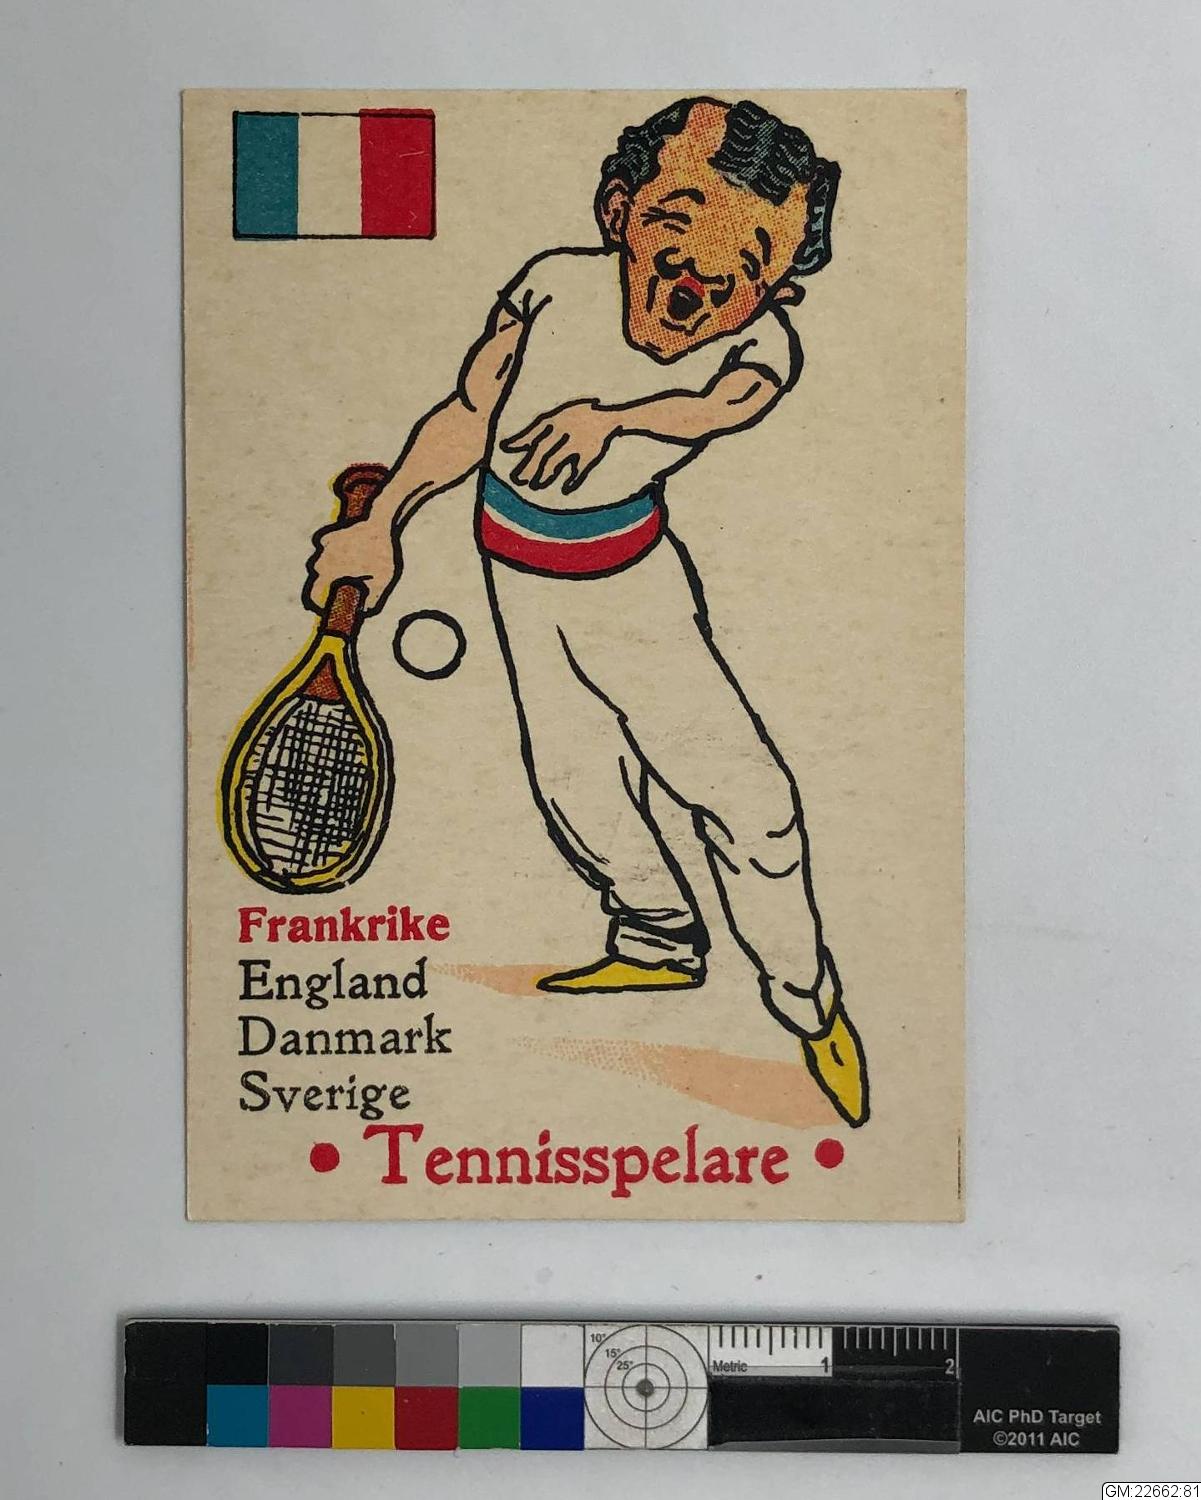 Frankrike
England
Danmark
Sverige
• Tennisspelare •
10°
15°
25°
Metric 1 2
AIC PhD Target
©2011 AIC
GM:22662:81